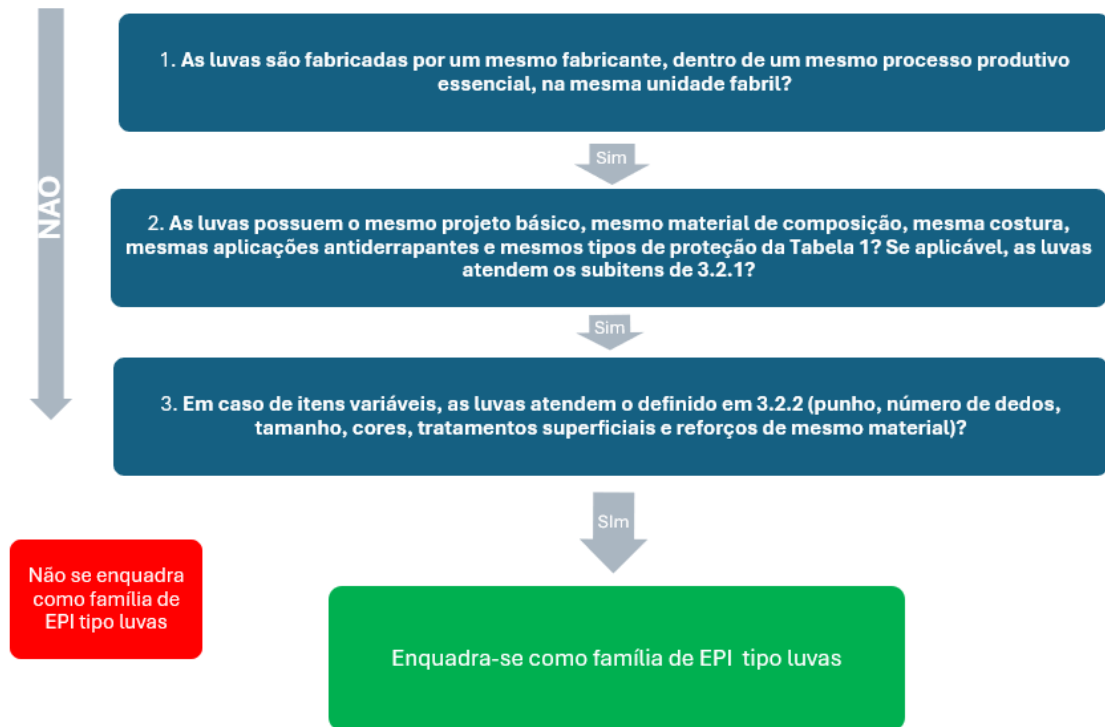 1. As luvas são fabricadas por um mesmo fabricante, dentro de um mesmo processo produtivo
essencial, na mesma unidade fabril?
NAO
Sim
2. As luvas possuem o mesmo projeto básico, mesmo material de composição, mesma costura,
mesmas aplicações antiderrapantes e mesmos tipos de proteção da Tabela 1? Se aplicável, as luvas
atendem os subitens de 3.2.1?
Sim
3. Em caso de itens variáveis, as luvas atendem o definido em 3.2.2 (punho, número de dedos,
tamanho, cores, tratamentos superficiais e reforços de mesmo material)?
SIm
Não se enquadra
como família de
EPI tipo luvas
Enquadra-se como família de EPI tipo luvas